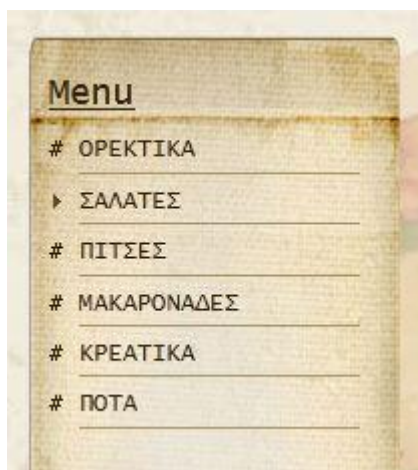 Menu
# ΟΡΕΚΤΙΚΑ
ΣΑΛΑΤΕΣ
# ΠΙΤΣΕΣ
# ΜΑΚΑΡΟΝΑΔΕΣ
# ΚΡΕΑΤΙΚΑ
# ΠΟΤΑ